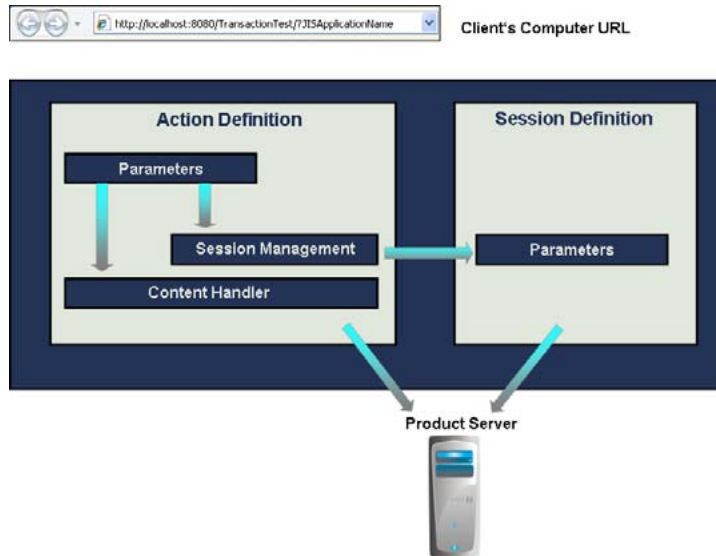 http://localhost:8080/TransactionTest/?JISApplicationName
Client's Computer URL
Action Definition
Session Definition
Parameters
Session Management
Parameters
Content Handler
Product Server